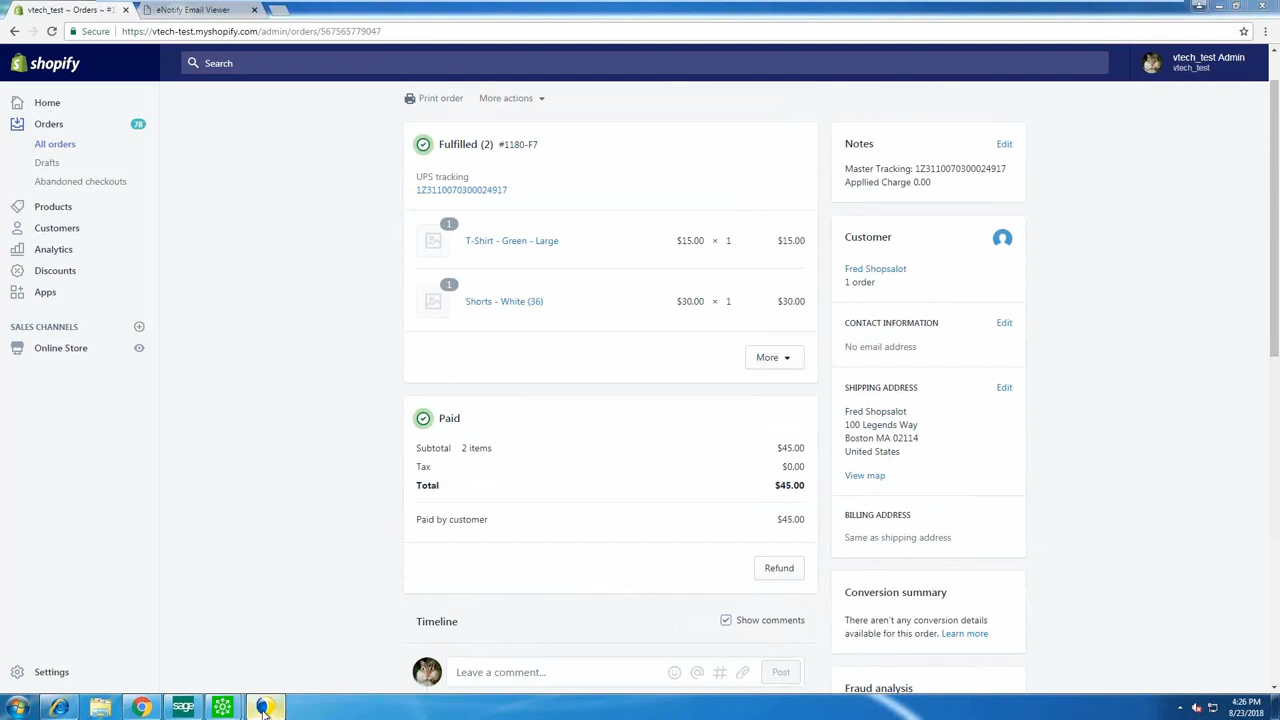 vtech_test ~ Orders ~ #1
eNotify Email Viewer
Secure
https://vtech-test.myshopify.com/admin/orders/567565779047
shopify
Search
vtech_test Admin
vtech_test
Home
Orders
78
All orders
Drafts
Abandoned checkouts
Products
Customers
Analytics
Discounts
Apps
SALES CHANNELS
Online Store
Settings
Print order
More actions
Fulfilled (2) #1180-F7
UPS tracking
1Z3110070300024917
1
T-Shirt - Green - Large $15.00 × 1 $15.00
1
Shorts - White (36) $30.00 × 1 $30.00
More
Paid
Subtotal 2 items $45.00
Tax $0.00
Total $45.00
Paid by customer $45.00
Refund
Timeline
Show comments
Leave a comment...
Post
Notes
Edit
Master Tracking: 1Z3110070300024917
Appllied Charge 0.00
Customer
Fred Shopsalot
1 order
CONTACT INFORMATION
Edit
No email address
SHIPPING ADDRESS
Edit
Fred Shopsalot
100 Legends Way
Boston MA 02114
United States
View map
BILLING ADDRESS
Same as shipping address
Conversion summary
There aren't any conversion details
available for this order. Learn more
Fraud analysis
sage
4:26 PM
8/23/2018